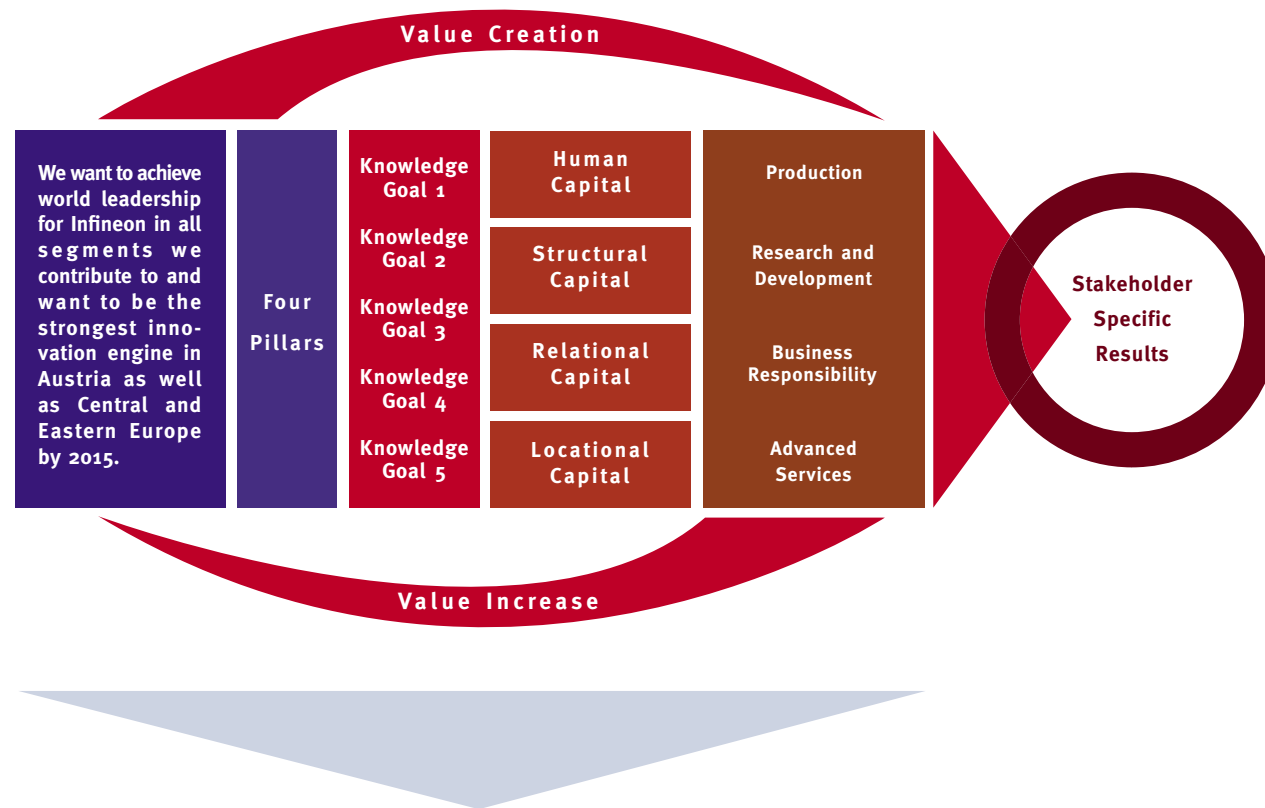 Value Creation
We want to achieve
world leadership
for Infineon in all
segments we
contribute to and
want to be the
strongest inno-
vation engine in
Austria as well
as Central and
Eastern Europe
by 2015.
Four
Pillars
Knowledge
Goal 1
Knowledge
Goal 2
Knowledge
Goal 3
Knowledge
Goal 4
Knowledge
Goal 5
Human
Capital
Structural
Capital
Relational
Capital
Locational
Capital
Production
Research and
Development
Business
Responsibility
Advanced
Services
Stakeholder
Specific
Results
Value Increase